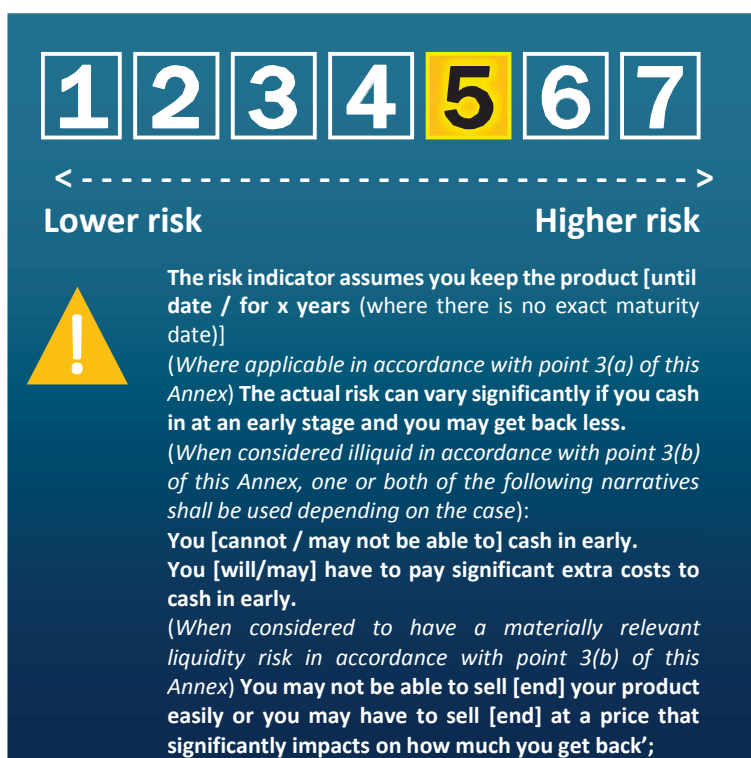 1 2 3 4 5 6 7
< - - - - - - - - - - - - - - - - - - - - - - - - - - - - - - - >
Lower risk Higher risk
!
The risk indicator assumes you keep the product [until
date / for x years (where there is no exact maturity
date)]
(Where applicable in accordance with point 3(a) of this
Annex) The actual risk can vary significantly if you cash
in at an early stage and you may get back less.
(When considered illiquid in accordance with point 3(b)
of this Annex, one or both of the following narratives
shall be used depending on the case):
You [cannot / may not be able to] cash in early.
You [will/may] have to pay significant extra costs to
cash in early.
(When considered to have a materially relevant
liquidity risk in accordance with point 3(b) of this
Annex) You may not be able to sell [end] your product
easily or you may have to sell [end] at a price that
significantly impacts on how much you get back’;